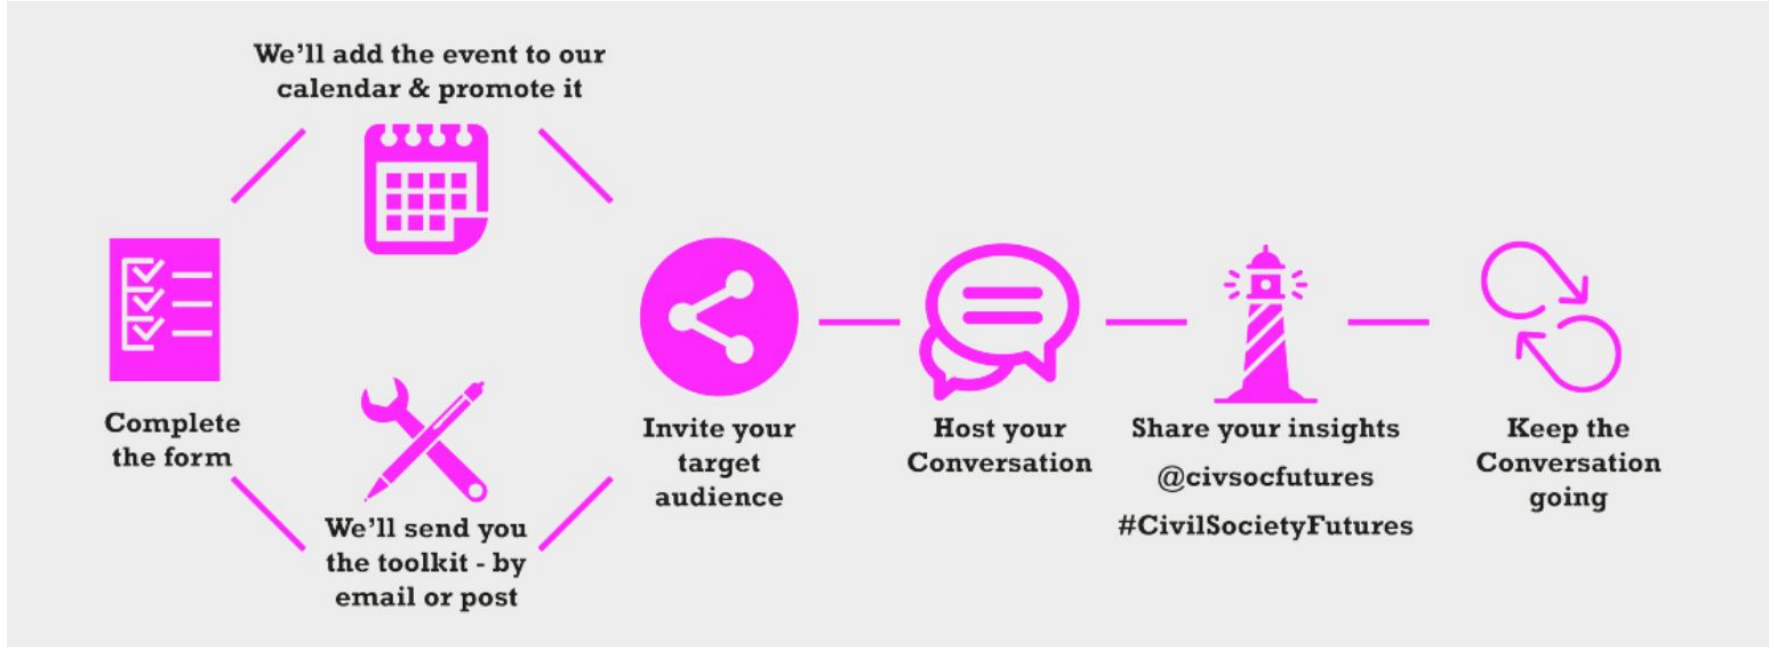 We'll add the event to our
calendar & promote it
Complete
the form
We'll send you
the toolkit - by
email or post
Invite your
target
audience
Host your
Conversation
Share your insights
@civsocfutures
#CivilSocietyFutures
Keep the
Conversation
going